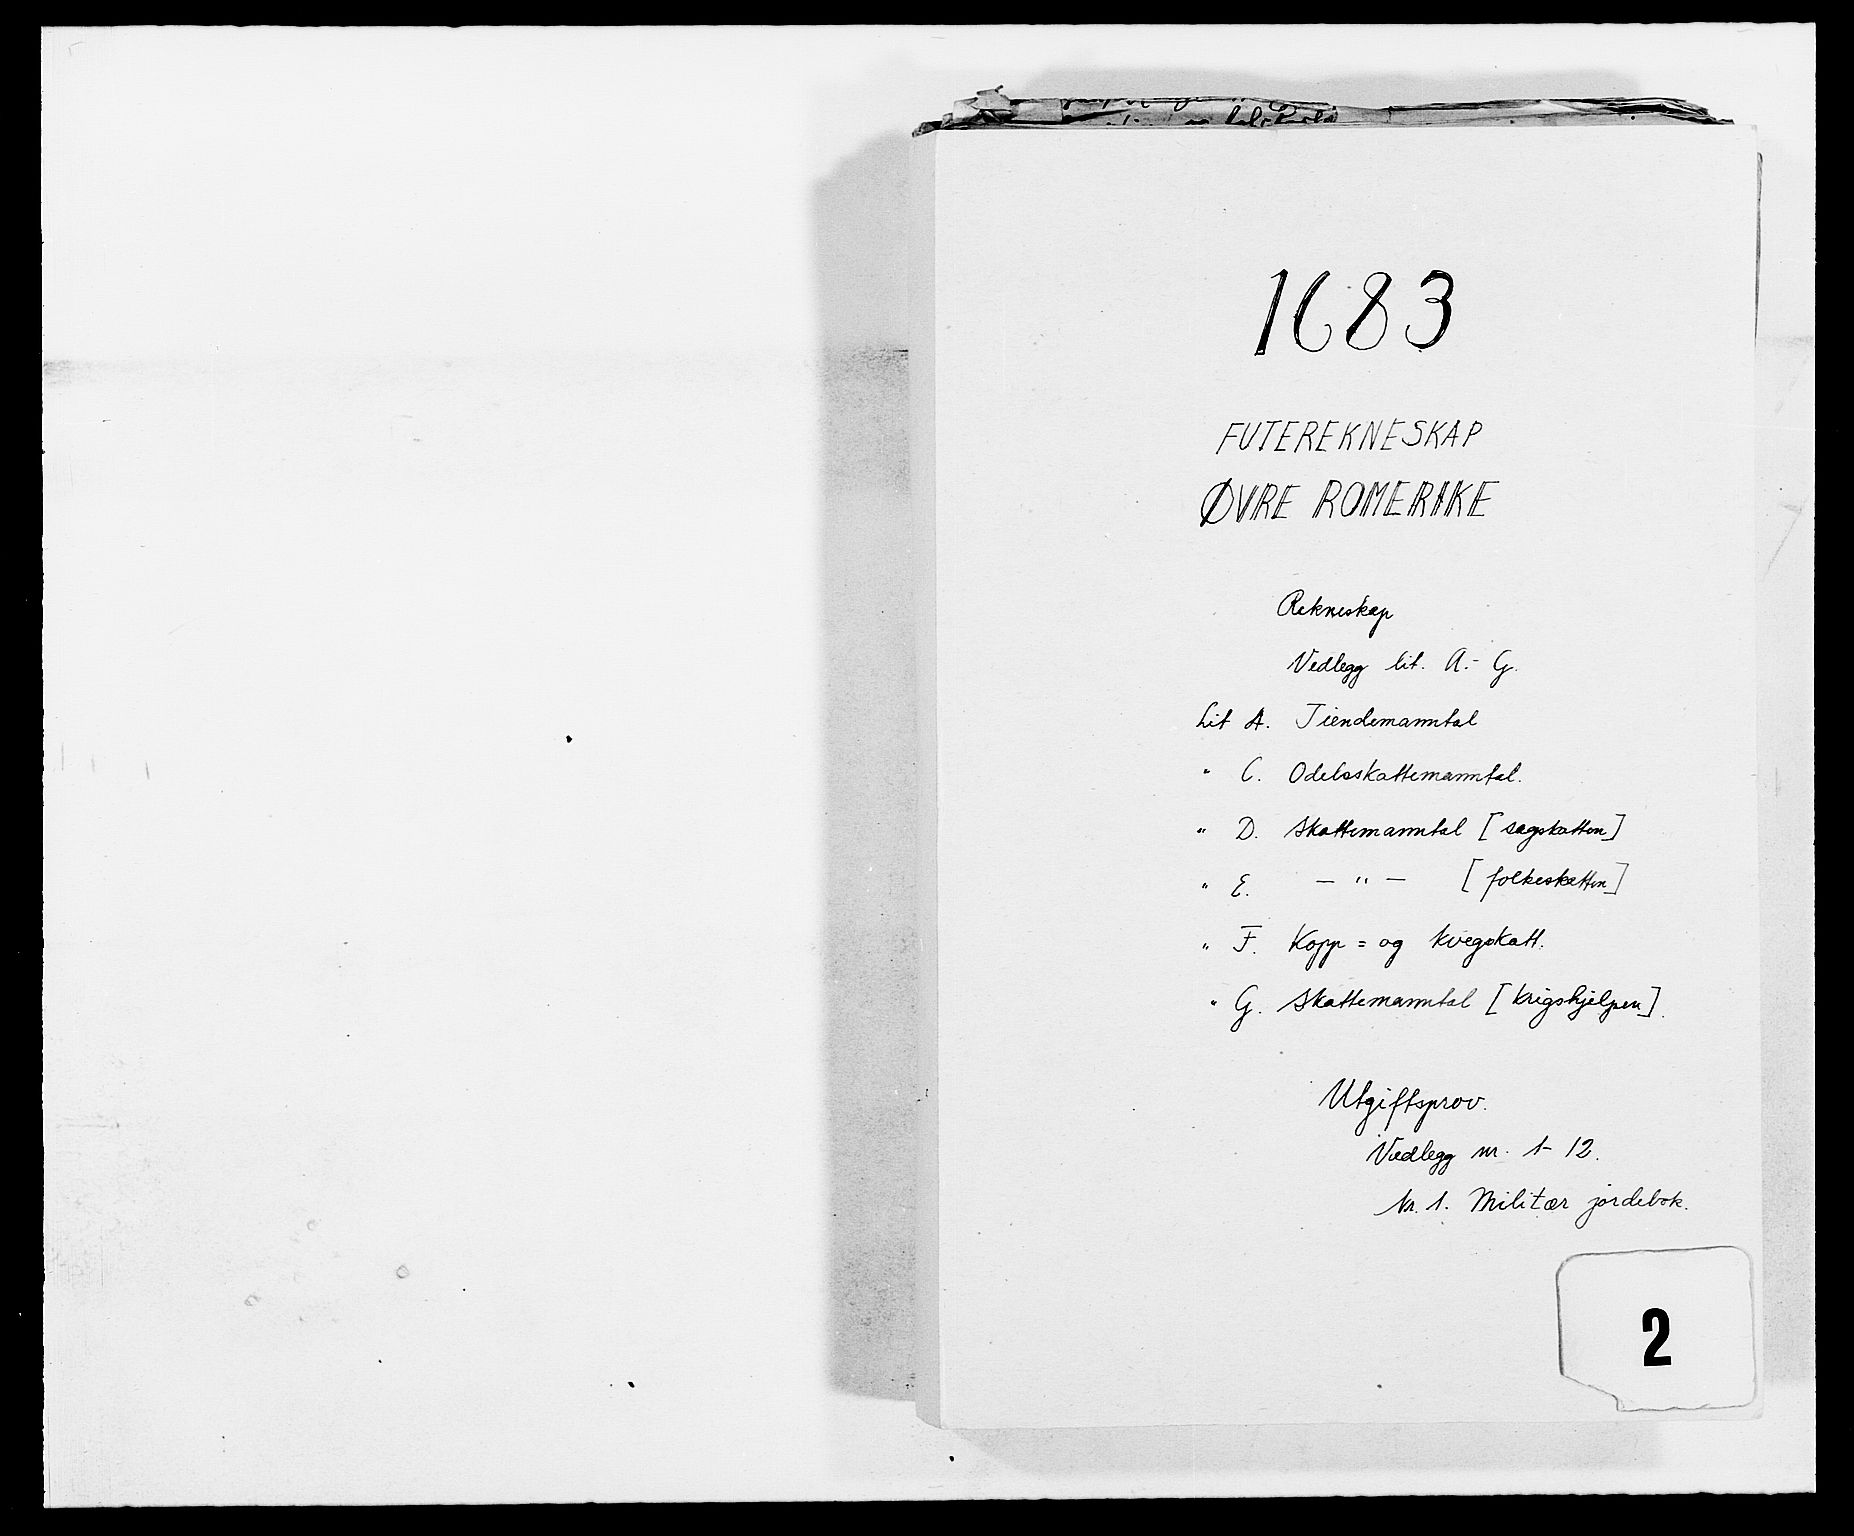 1683
FUTEREKNESKAP
ØVRE ROMERIKE
Rekneskap
Vedlegg lit. A.- G.
Lit A. Tiendemanntal
" C. Odelsskattemanntal.
" D. Skattemanntal [sagskatten]
" E. — " — [folkeskatten]
" F. Kopp = og kvegskatt.
" G. Skattemanntal [krigshjelpen].
Utgiftsprov.
Vedlegg nr. 1- 12.
Nr. 1. Militær jordebok.
2